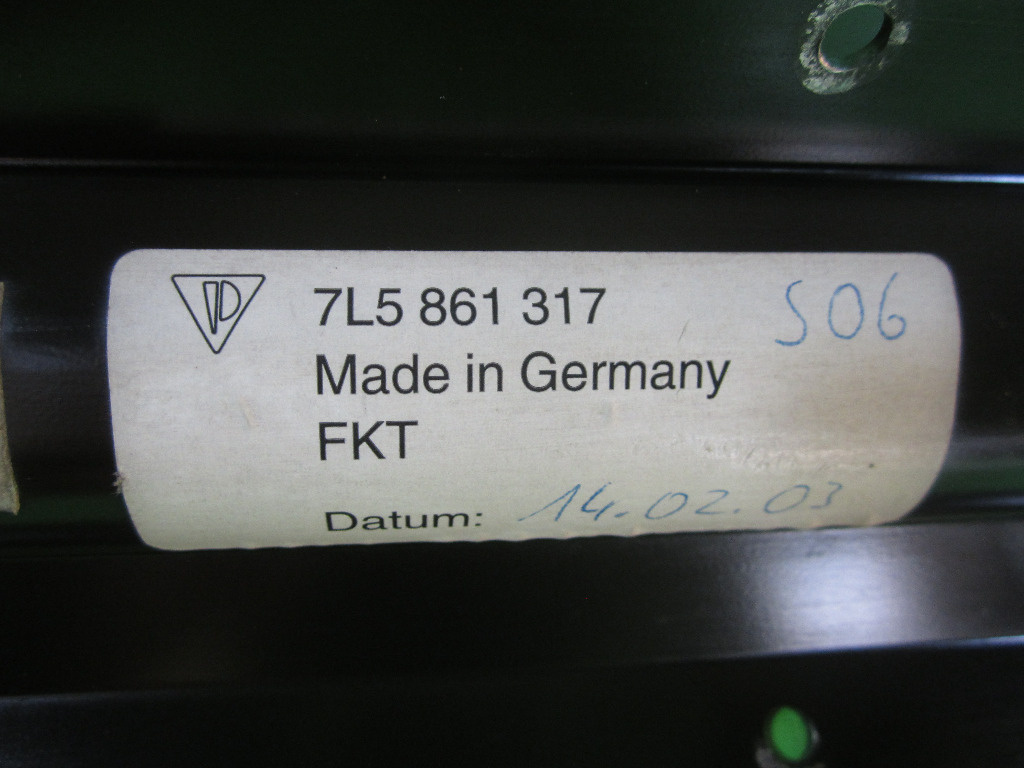 7L5 861 317 S06
Made in Germany
FKT
Datum: 14.02.03